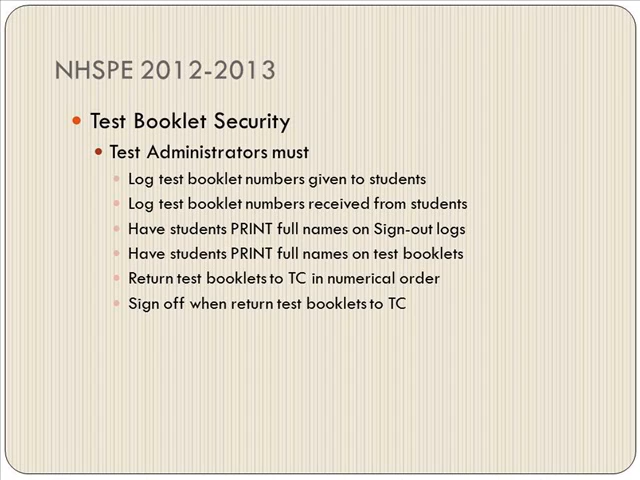 NHSPE 2012-2013
Test Booklet Security
Test Administrators must
Log test booklet numbers given to students
Log test booklet numbers received from students
Have students PRINT full names on Sign-out logs
Have students PRINT full names on test booklets
Return test booklets to TC in numerical order
Sign off when return test booklets to TC